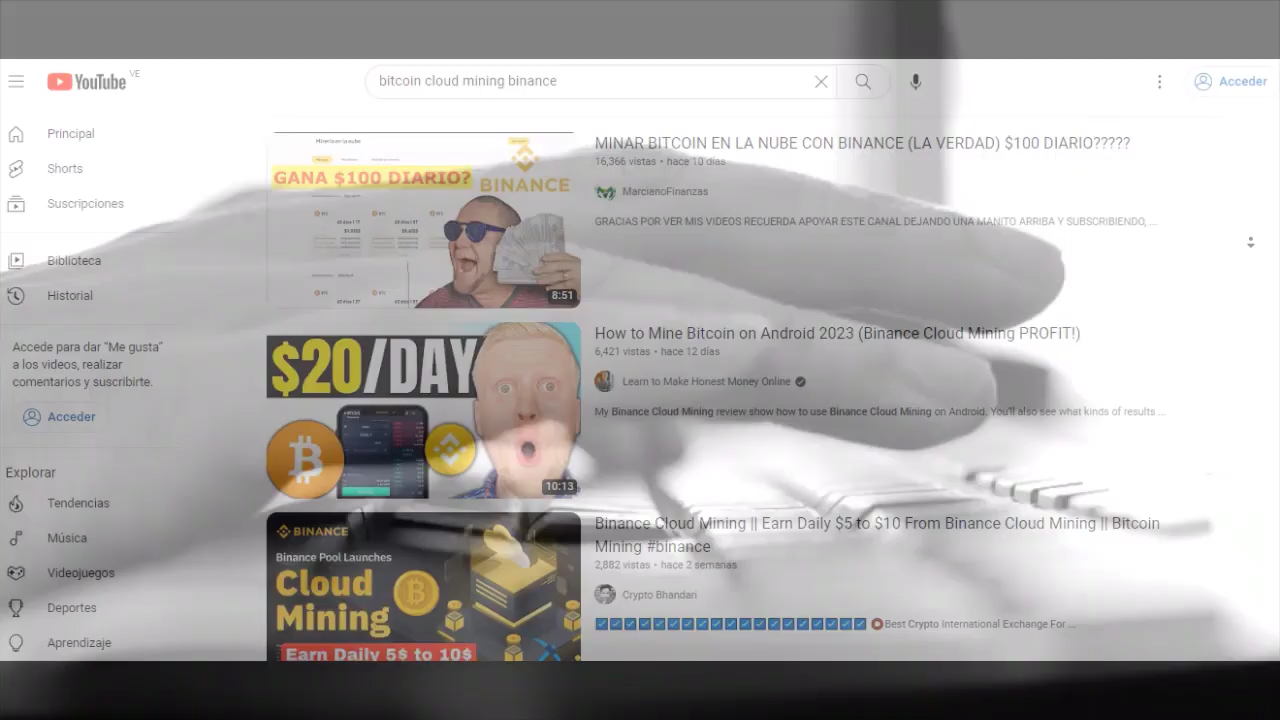 YouTube VE
bitcoin cloud mining binance
Acceder
Principal
Shorts
Suscripciones
Biblioteca
Historial
Accede para dar "Me gusta"
a los videos, realizar
comentarios y suscribirte.
Acceder
Explorar
Tendencias
Música
Videojuegos
Deportes
Aprendizaje
Minería en la nube
GANA $100 DIARIO?
BINANCE
8:51
MINAR BITCOIN EN LA NUBE CON BINANCE (LA VERDAD) $100 DIARIO?????
16,366 vistas • hace 10 días
MarcianoFinanzas
GRACIAS POR VER MIS VIDEOS RECUERDA APOYAR ESTE CANAL DEJANDO UNA MANITO ARRIBA Y SUBSCRIBIENDO, ...
$20/DAY
10:13
How to Mine Bitcoin on Android 2023 (Binance Cloud Mining PROFIT!)
6,421 vistas • hace 12 días
Learn to Make Honest Money Online
My Binance Cloud Mining review show how to use Binance Cloud Mining on Android. You'll also see what kinds of results ...
BINANCE
Binance Pool Launches
Cloud
Mining
Earn Daily 5$ to 10$
Binance Cloud Mining || Earn Daily $5 to $10 From Binance Cloud Mining || Bitcoin
Mining #binance
2,882 vistas • hace 2 semanas
Crypto Bhandari
Best Crypto International Exchange For ...